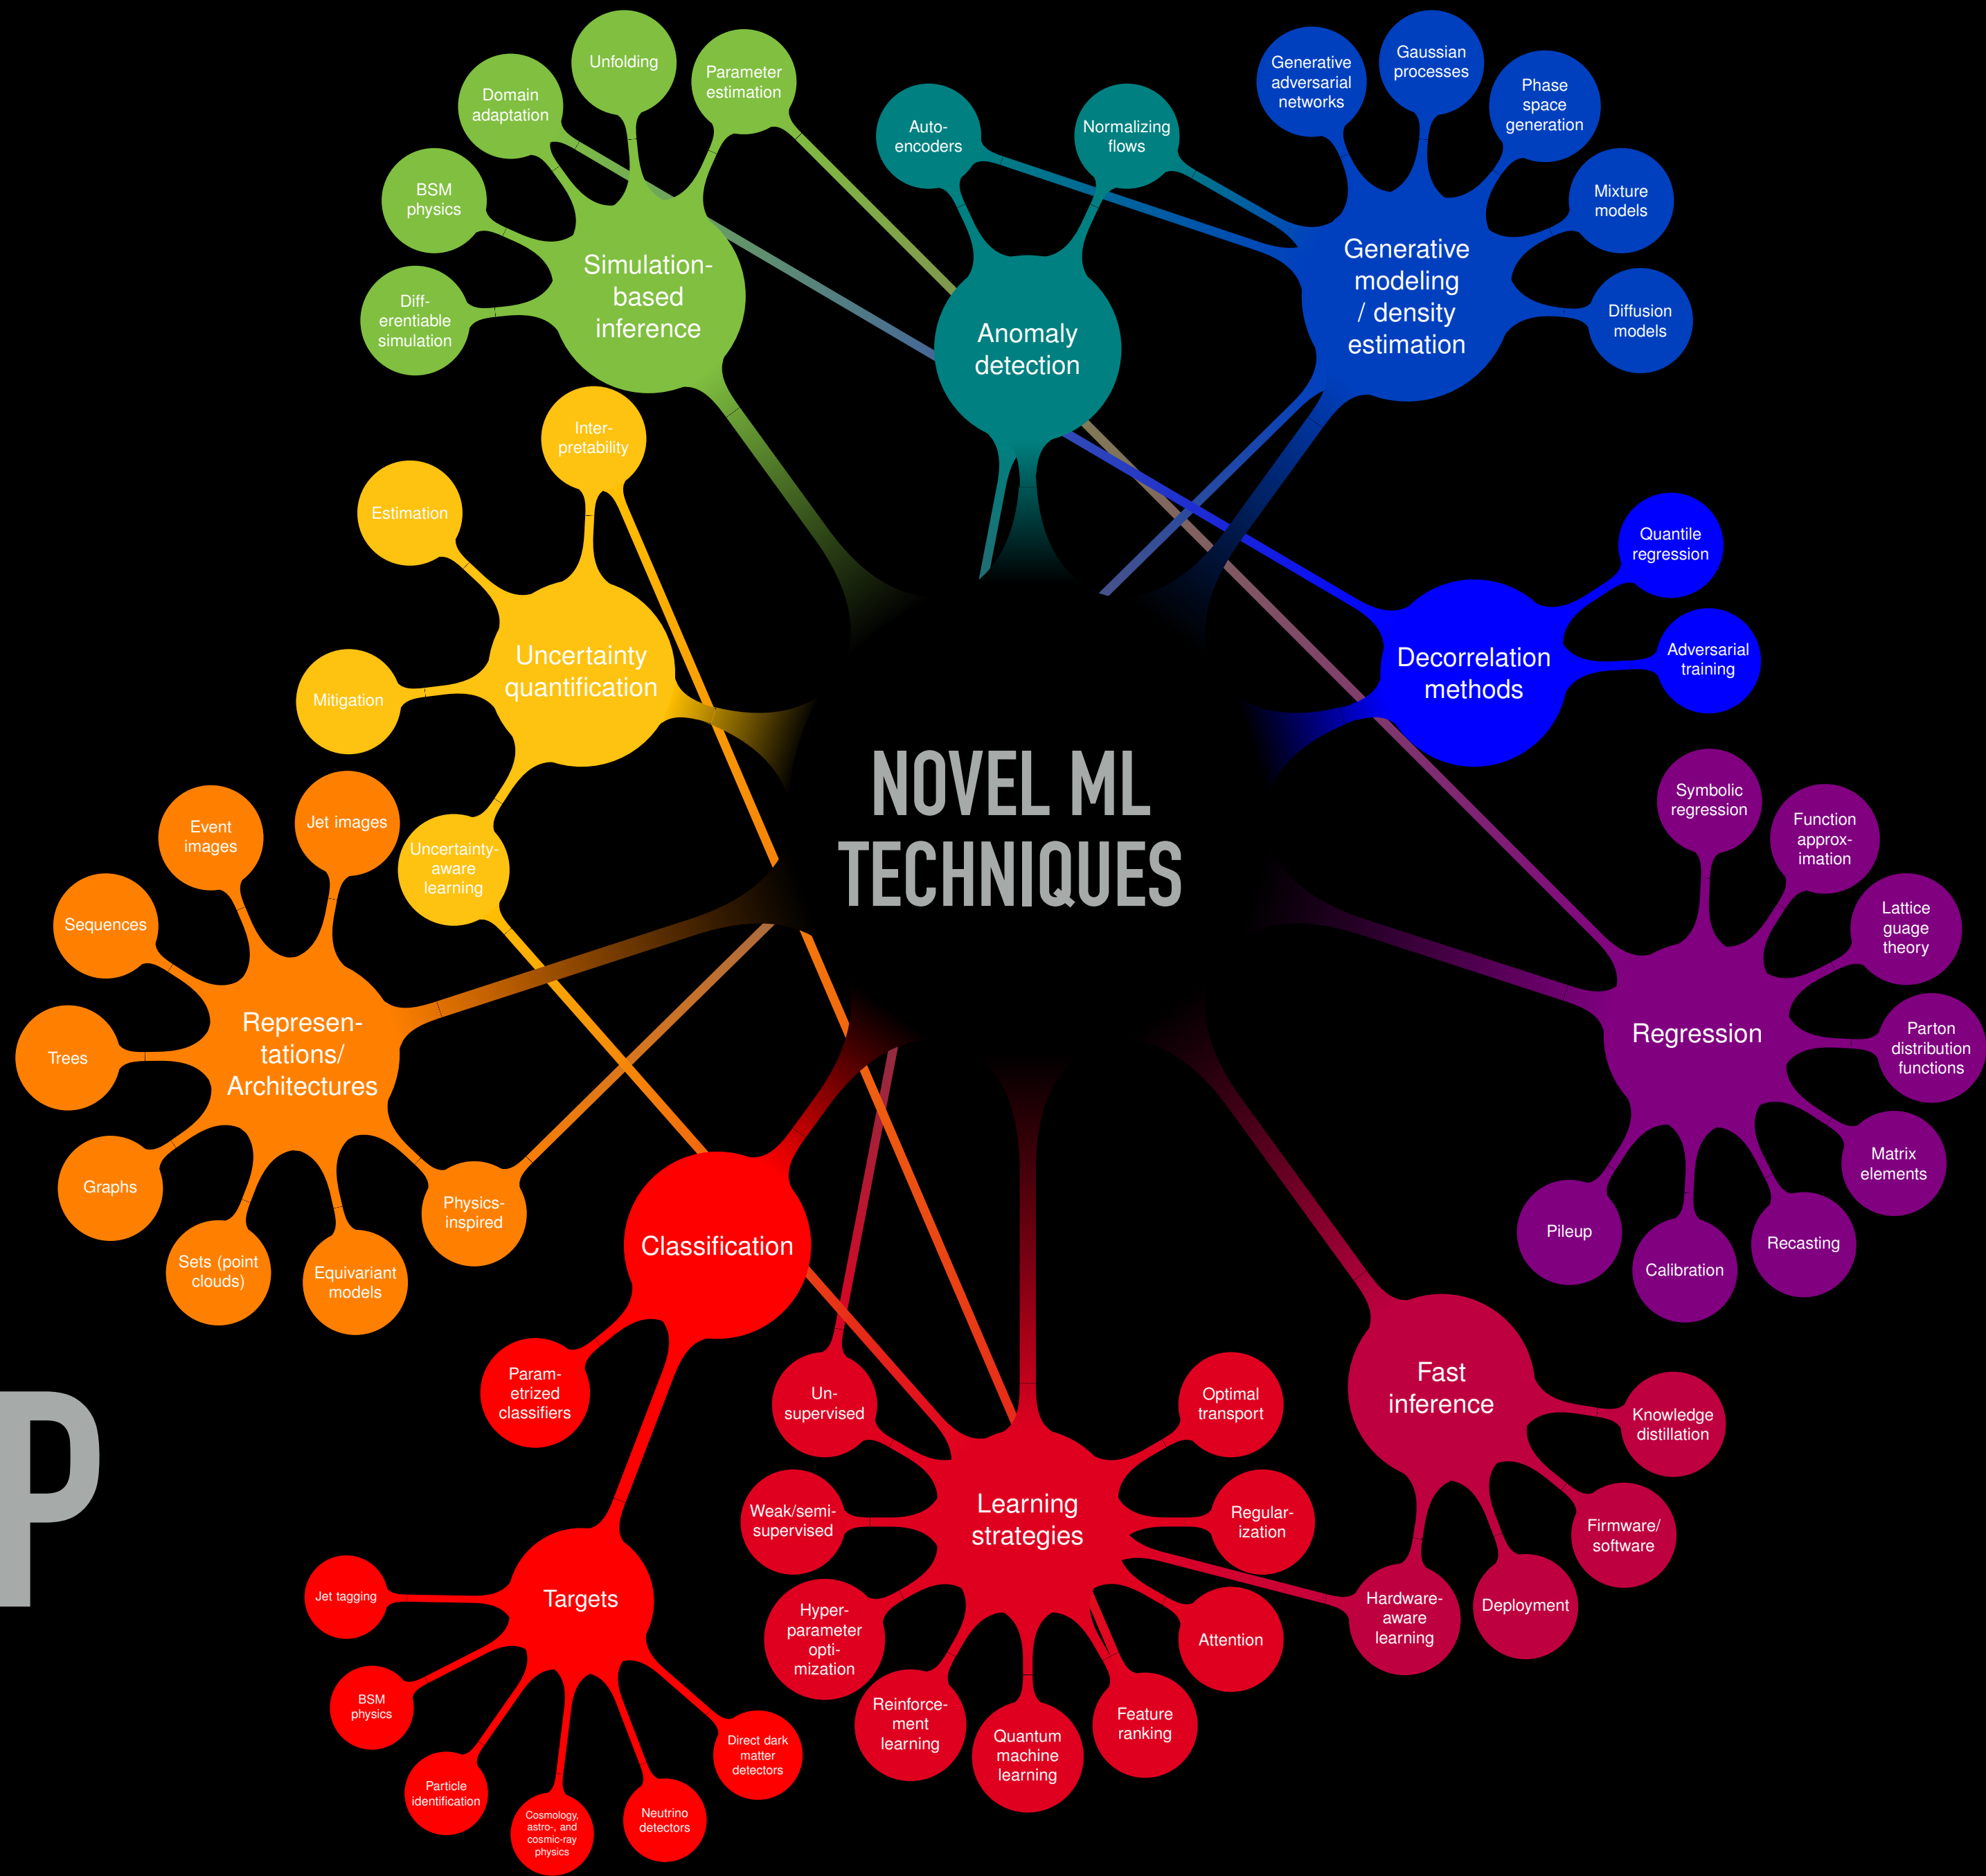 Unfolding
Parameter
estimation
Domain
adaptation
BSM
physics
Diff-
erentiable
simulation
Simulation-
based
inference
Auto-
encoders
Normalizing
flows
Anomaly
detection
Generative
adversarial
networks
Gaussian
processes
Phase
space
generation
Mixture
models
Diffusion
models
Generative
modeling
/ density
estimation
Inter-
pretability
Estimation
Mitigation
Uncertainty
quantification
Uncertainty-
aware
learning
Quantile
regression
Adversarial
training
Decorrelation
methods
NOVEL ML
TECHNIQUES
Jet images
Event
images
Sequences
Trees
Graphs
Sets (point
clouds)
Equivariant
models
Physics-
inspired
Represen-
tations/
Architectures
Symbolic
regression
Function
approx-
imation
Lattice
guage
theory
Parton
distribution
functions
Matrix
elements
Recasting
Calibration
Pileup
Regression
Classification
Param-
etrized
classifiers
Targets
Jet tagging
BSM
physics
Particle
identification
Cosmology,
astro-, and
cosmic-ray
physics
Neutrino
detectors
Direct dark
matter
detectors
Un-
supervised
Weak/semi-
supervised
Hyper-
parameter
opti-
mization
Reinforce-
ment
learning
Quantum
machine
learning
Feature
ranking
Attention
Regular-
ization
Optimal
transport
Learning
strategies
Fast
inference
Knowledge
distillation
Firmware/
software
Deployment
Hardware-
aware
learning
P